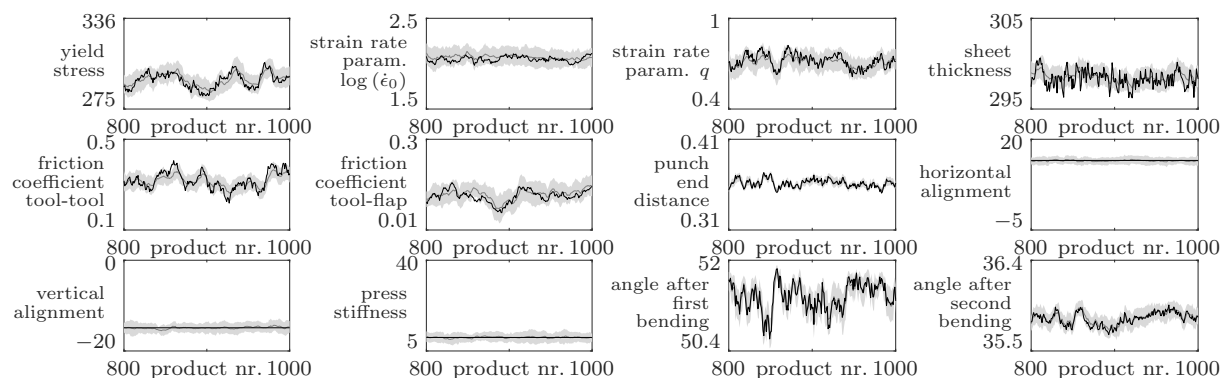 336
yield
stress
275
800 product nr. 1000
2.5
strain rate
param.
log (ε̇0)
1.5
800 product nr. 1000
1
strain rate
param. q
0.4
800 product nr. 1000
305
sheet
thickness
295
800 product nr. 1000
0.5
friction
coefficient
tool-tool
0.1
800 product nr. 1000
0.3
friction
coefficient
tool-flap
0.01
800 product nr. 1000
0.41
punch
end
distance
0.31
800 product nr. 1000
20
horizontal
alignment
−5
800 product nr. 1000
0
vertical
alignment
−20
800 product nr. 1000
40
press
stiffness
5
800 product nr. 1000
52
angle after
first
bending
50.4
800 product nr. 1000
36.4
angle after
second
bending
35.5
800 product nr. 1000